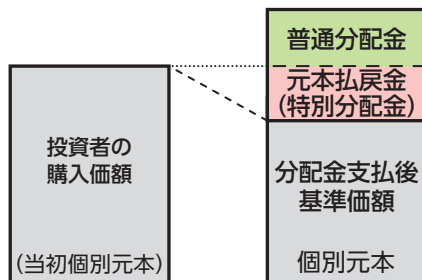 普通分配金
元本払戻金
(特別分配金)
投資者の
購入価額
(当初個別元本)
分配金支払後
基準価額
個別元本